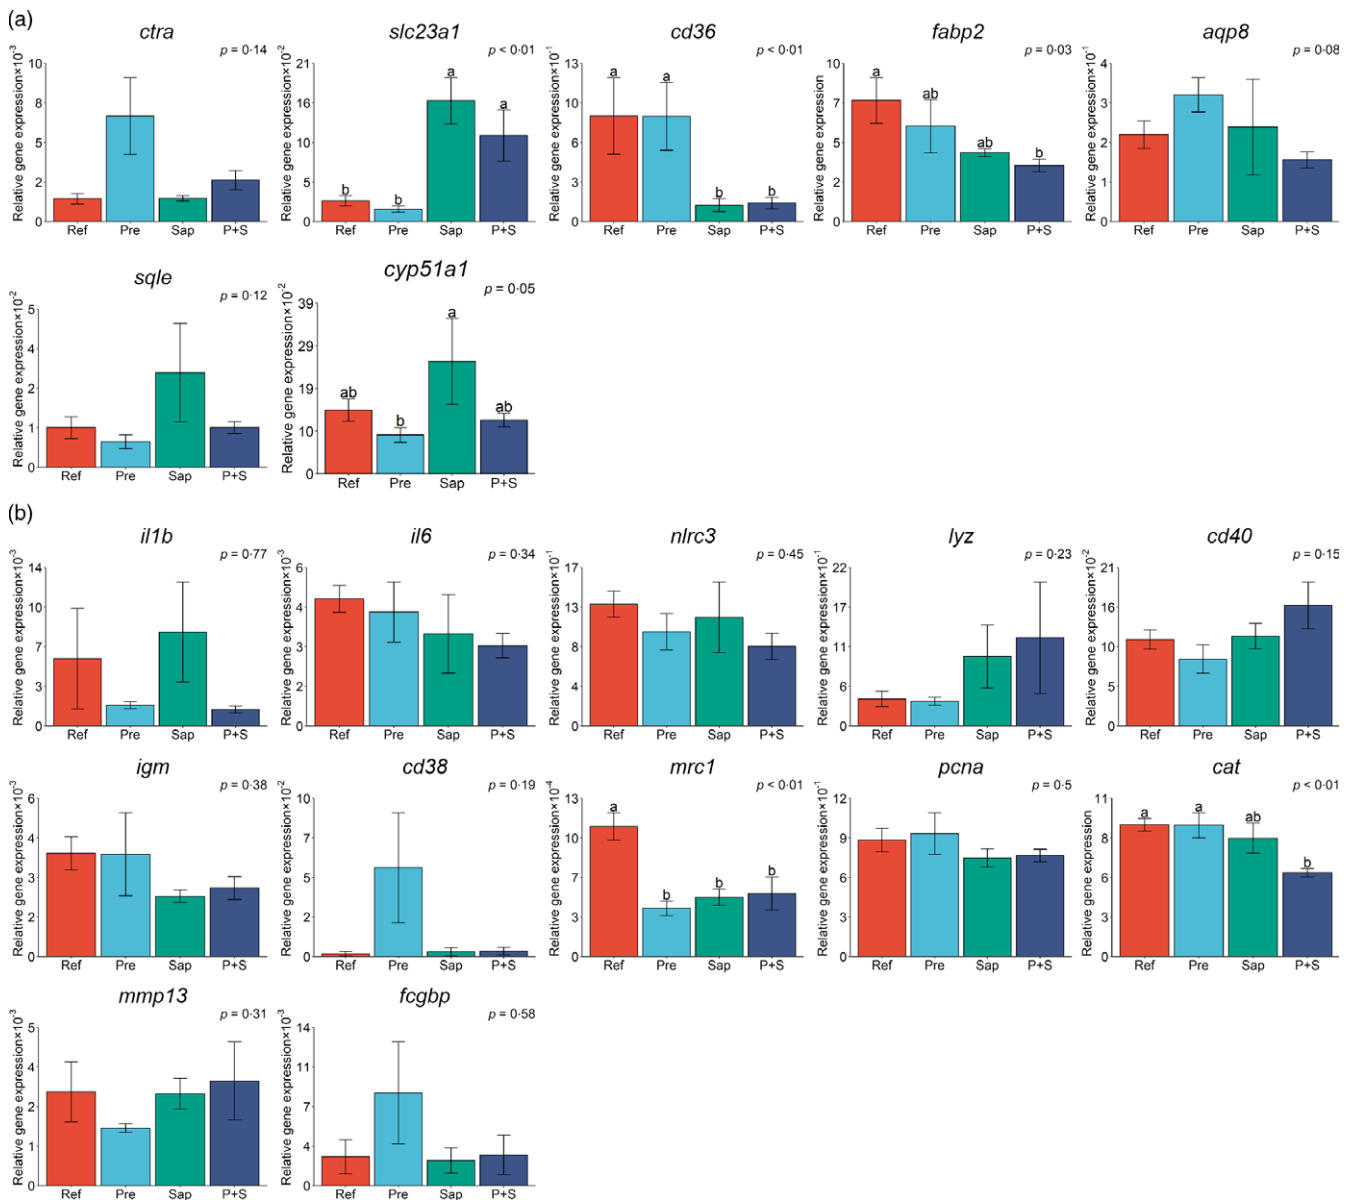 (a)
ctra
p = 0·14
Relative gene expression×10-3
10
7
5
2
0
Ref Pre Sap P+S
slc23a1
p < 0·01
Relative gene expression×10-2
21
16
10
5
0
b b a a
Ref Pre Sap P+S
cd36
p < 0·01
Relative gene expression×10-1
13
10
6
3
0
a a b b
Ref Pre Sap P+S
fabp2
p = 0·03
Relative gene expression
10
7
5
2
0
a ab ab b
Ref Pre Sap P+S
aqp8
p = 0·08
Relative gene expression×10-1
4
3
2
1
0
Ref Pre Sap P+S
sqle
p = 0·12
Relative gene expression×10-2
5
4
2
1
0
Ref Pre Sap P+S
cyp51a1
p = 0·05
Relative gene expression×10-2
39
29
19
10
0
ab b a ab
Ref Pre Sap P+S
(b)
il1b
p = 0·77
Relative gene expression×10-3
14
10
7
3
0
Ref Pre Sap P+S
il6
p = 0·34
Relative gene expression×10-3
6
4
3
2
0
Ref Pre Sap P+S
nlrc3
p = 0·45
Relative gene expression×10-1
17
13
8
4
0
Ref Pre Sap P+S
lyz
p = 0·23
Relative gene expression×10-1
22
17
11
6
0
Ref Pre Sap P+S
cd40
p = 0·15
Relative gene expression×10-2
21
16
10
5
0
Ref Pre Sap P+S
igm
p = 0·38
Relative gene expression×10-3
6
4
3
2
0
Ref Pre Sap P+S
cd38
p = 0·19
Relative gene expression×10-2
10
7
5
2
0
Ref Pre Sap P+S
mrc1
p < 0·01
Relative gene expression×10-4
13
10
7
3
0
a b b b
Ref Pre Sap P+S
pcna
p = 0·5
Relative gene expression×10-1
12
9
6
3
0
Ref Pre Sap P+S
cat
p < 0·01
Relative gene expression
11
8
6
3
0
a a ab b
Ref Pre Sap P+S
mmp13
p = 0·31
Relative gene expression×10-3
5
4
2
1
0
Ref Pre Sap P+S
fcgbp
p = 0·58
Relative gene expression×10-3
14
11
7
4
0
Ref Pre Sap P+S